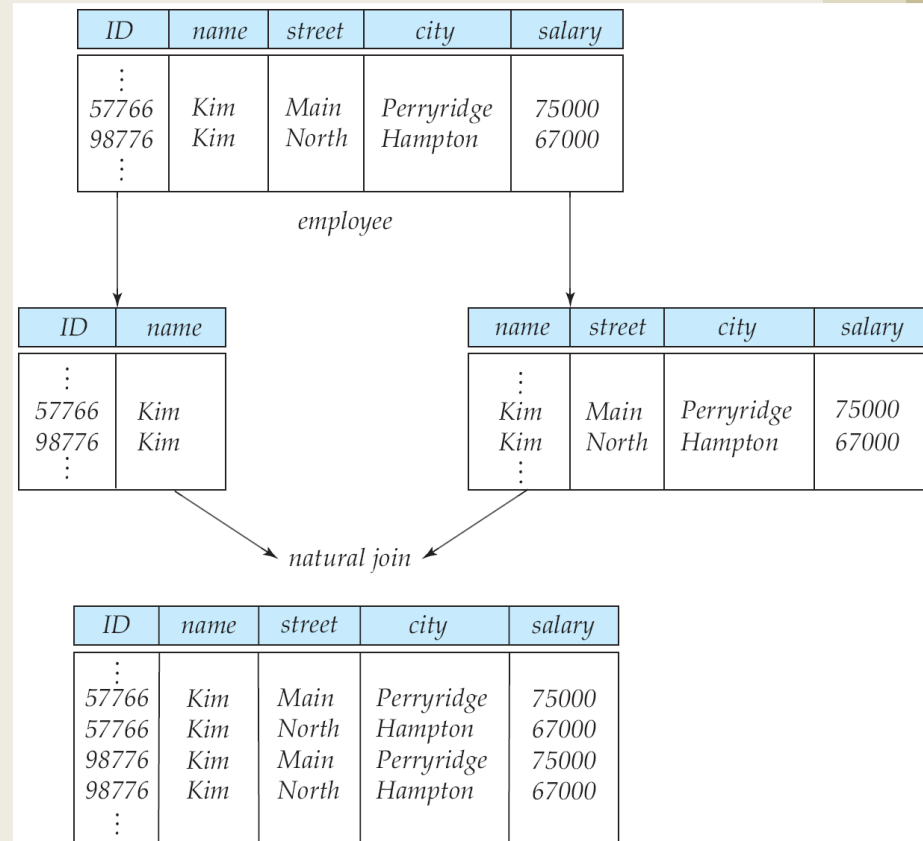 ID name street city salary
⋮
57766 Kim Main Perryridge 75000
98776 Kim North Hampton 67000
⋮
employee
ID name
⋮
57766 Kim
98776 Kim
⋮
name street city salary
⋮
Kim Main Perryridge 75000
Kim North Hampton 67000
⋮
natural join
ID name street city salary
⋮
57766 Kim Main Perryridge 75000
57766 Kim North Hampton 67000
98776 Kim Main Perryridge 75000
98776 Kim North Hampton 67000
⋮